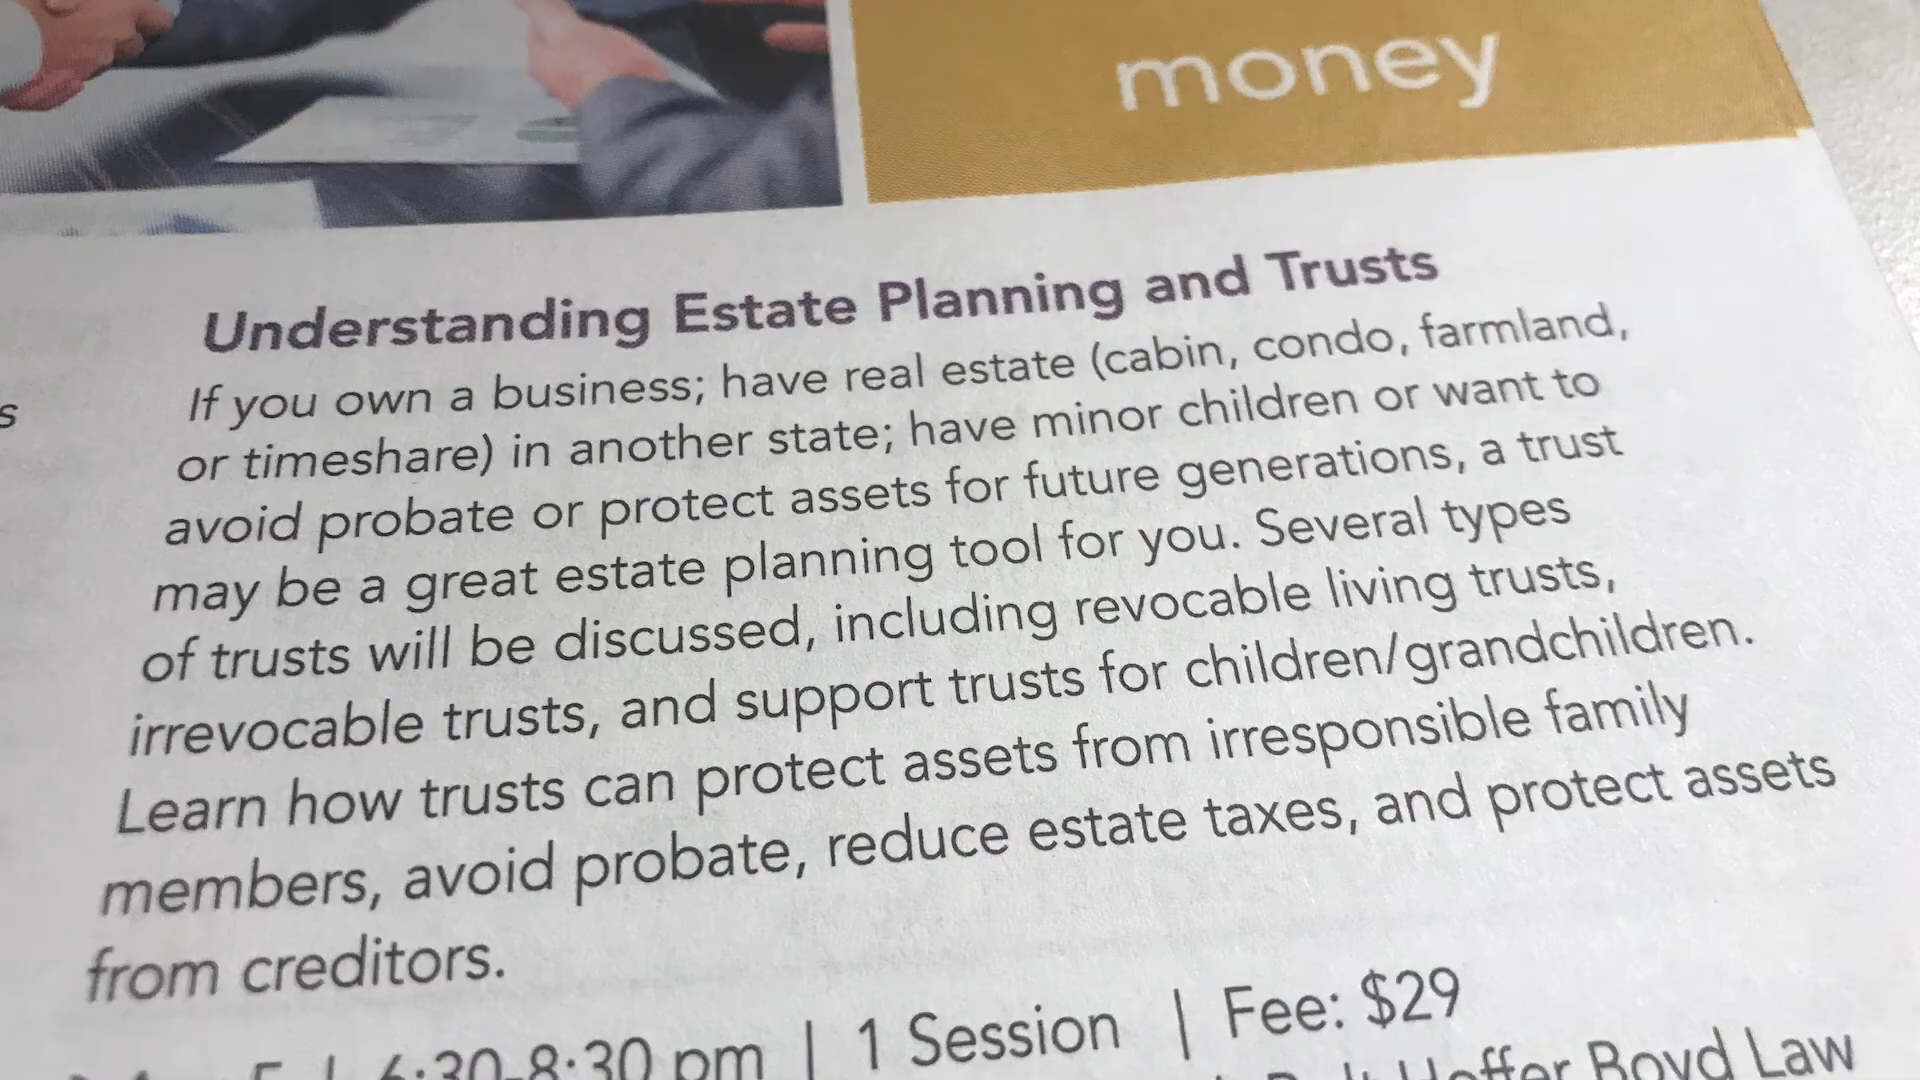 money
Understanding Estate Planning and Trusts
If you own a business; have real estate (cabin, condo, farmland,
or timeshare) in another state; have minor children or want to
avoid probate or protect assets for future generations, a trust
may be a great estate planning tool for you. Several types
of trusts will be discussed, including revocable living trusts,
irrevocable trusts, and support trusts for children/grandchildren.
Learn how trusts can protect assets from irresponsible family
members, avoid probate, reduce estate taxes, and protect assets
from creditors.
6:30-8:30 pm | 1 Session | Fee: $29
Boyd Law